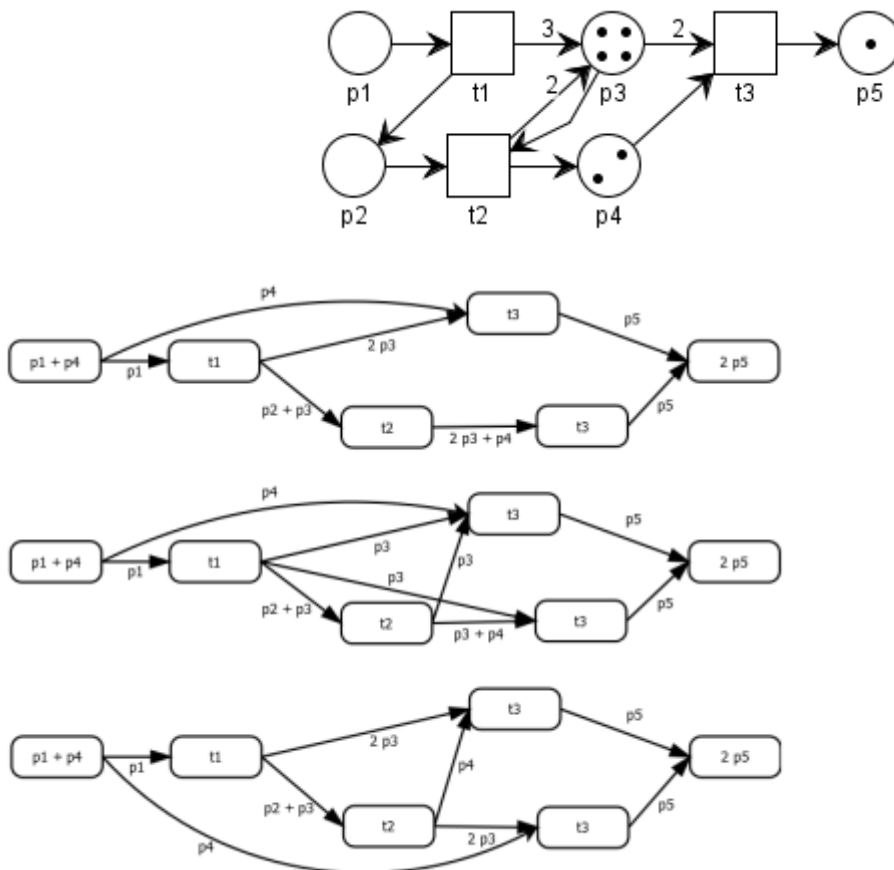 3 2
p1 t1 p3 t3 p5
2
p2 t2 p4
p4
t3
p5
2 p3
p1 + p4 p1 t1 2 p5
p2 + p3
p5
t2 2 p3 + p4 t3
p4
t3
p5
p3
p3
p1 + p4 p1 t1 p3 2 p5
p2 + p3
p5
t2 p3 + p4 t3
t3
p5
2 p3
p1 + p4 p1 t1 2 p5
p4
p2 + p3
p5
t2 2 p3 t3
p4